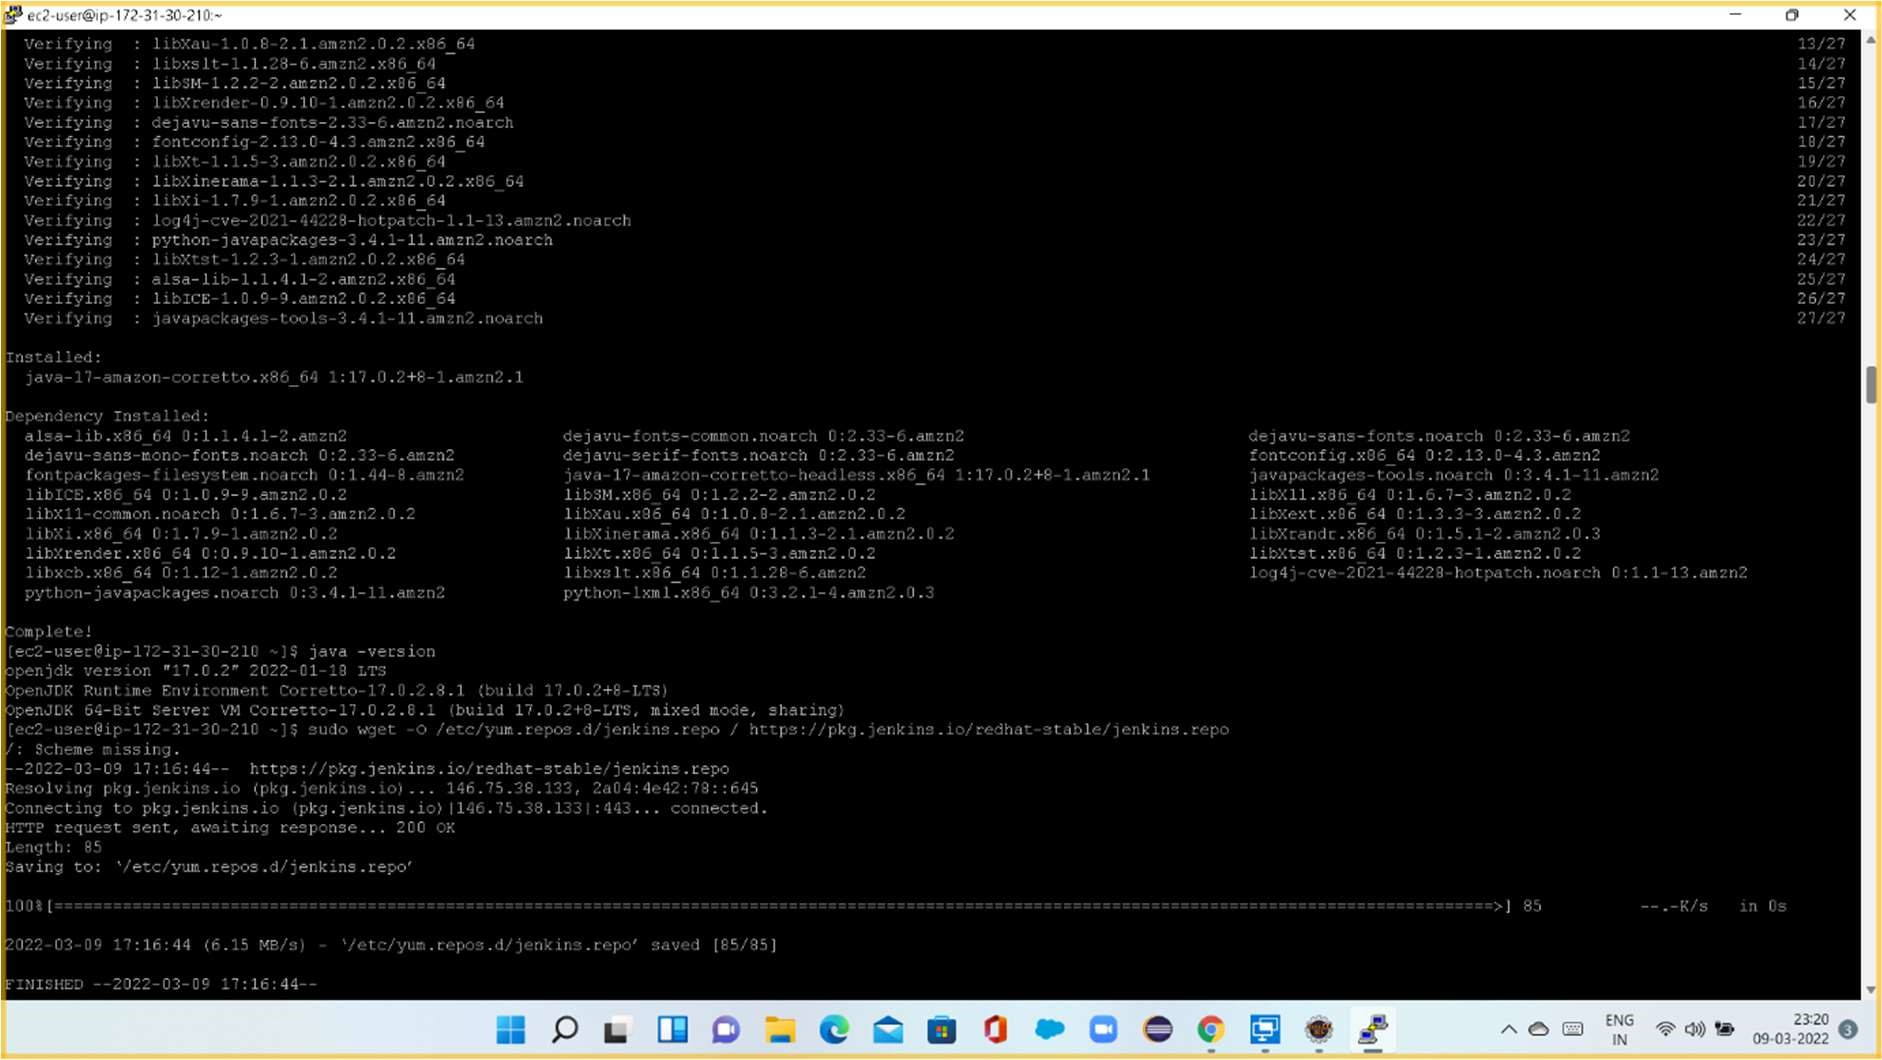 ec2-user@ip-172-31-30-210:~
Verifying : libXau-1.0.8-2.1.amzn2.0.2.x86_64 13/27
Verifying : libxslt-1.1.28-6.amzn2.x86_64 14/27
Verifying : libSM-1.2.2-2.amzn2.0.2.x86_64 15/27
Verifying : libXrender-0.9.10-1.amzn2.0.2.x86_64 16/27
Verifying : dejavu-sans-fonts-2.33-6.amzn2.noarch 17/27
Verifying : fontconfig-2.13.0-4.3.amzn2.x86_64 18/27
Verifying : libXt-1.1.5-3.amzn2.0.2.x86_64 19/27
Verifying : libXinerama-1.1.3-2.1.amzn2.0.2.x86_64 20/27
Verifying : libXi-1.7.9-1.amzn2.0.2.x86_64 21/27
Verifying : log4j-cve-2021-44228-hotpatch-1.1-13.amzn2.noarch 22/27
Verifying : python-javapackages-3.4.1-11.amzn2.noarch 23/27
Verifying : libXtst-1.2.3-1.amzn2.0.2.x86_64 24/27
Verifying : alsa-lib-1.1.4.1-2.amzn2.x86_64 25/27
Verifying : libICE-1.0.9-9.amzn2.0.2.x86_64 26/27
Verifying : javapackages-tools-3.4.1-11.amzn2.noarch 27/27
Installed:
java-17-amazon-corretto.x86_64 1:17.0.2+8-1.amzn2.1
Dependency Installed:
alsa-lib.x86_64 0:1.1.4.1-2.amzn2 dejavu-fonts-common.noarch 0:2.33-6.amzn2 dejavu-sans-fonts.noarch 0:2.33-6.amzn2
dejavu-sans-mono-fonts.noarch 0:2.33-6.amzn2 dejavu-serif-fonts.noarch 0:2.33-6.amzn2 fontconfig.x86_64 0:2.13.0-4.3.amzn2
fontpackages-filesystem.noarch 0:1.44-8.amzn2 java-17-amazon-corretto-headless.x86_64 1:17.0.2+8-1.amzn2.1 javapackages-tools.noarch 0:3.4.1-11.amzn2
libICE.x86_64 0:1.0.9-9.amzn2.0.2 libSM.x86_64 0:1.2.2-2.amzn2.0.2 libX11.x86_64 0:1.6.7-3.amzn2.0.2
libX11-common.noarch 0:1.6.7-3.amzn2.0.2 libXau.x86_64 0:1.0.8-2.1.amzn2.0.2 libXext.x86_64 0:1.3.3-3.amzn2.0.2
libXi.x86_64 0:1.7.9-1.amzn2.0.2 libXinerama.x86_64 0:1.1.3-2.1.amzn2.0.2 libXrandr.x86_64 0:1.5.1-2.amzn2.0.3
libXrender.x86_64 0:0.9.10-1.amzn2.0.2 libXt.x86_64 0:1.1.5-3.amzn2.0.2 libXtst.x86_64 0:1.2.3-1.amzn2.0.2
libxcb.x86_64 0:1.12-1.amzn2.0.2 libxslt.x86_64 0:1.1.28-6.amzn2 log4j-cve-2021-44228-hotpatch.noarch 0:1.1-13.amzn2
python-javapackages.noarch 0:3.4.1-11.amzn2 python-lxml.x86_64 0:3.2.1-4.amzn2.0.3
Complete!
[ec2-user@ip-172-31-30-210 ~]$ java -version
openjdk version "17.0.2" 2022-01-18 LTS
OpenJDK Runtime Environment Corretto-17.0.2.8.1 (build 17.0.2+8-LTS)
OpenJDK 64-Bit Server VM Corretto-17.0.2.8.1 (build 17.0.2+8-LTS, mixed mode, sharing)
[ec2-user@ip-172-31-30-210 ~]$ sudo wget -O /etc/yum.repos.d/jenkins.repo / https://pkg.jenkins.io/redhat-stable/jenkins.repo
/: Scheme missing.
--2022-03-09 17:16:44-- https://pkg.jenkins.io/redhat-stable/jenkins.repo
Resolving pkg.jenkins.io (pkg.jenkins.io)... 146.75.38.133, 2a04:4e42:78::645
Connecting to pkg.jenkins.io (pkg.jenkins.io)|146.75.38.133|:443... connected.
HTTP request sent, awaiting response... 200 OK
Length: 85
Saving to: ‘/etc/yum.repos.d/jenkins.repo’
100%[==================================================>] 85 --.-K/s in 0s
2022-03-09 17:16:44 (6.15 MB/s) - ‘/etc/yum.repos.d/jenkins.repo’ saved [85/85]
FINISHED --2022-03-09 17:16:44--
ENG
IN
23:20
09-03-2022
3